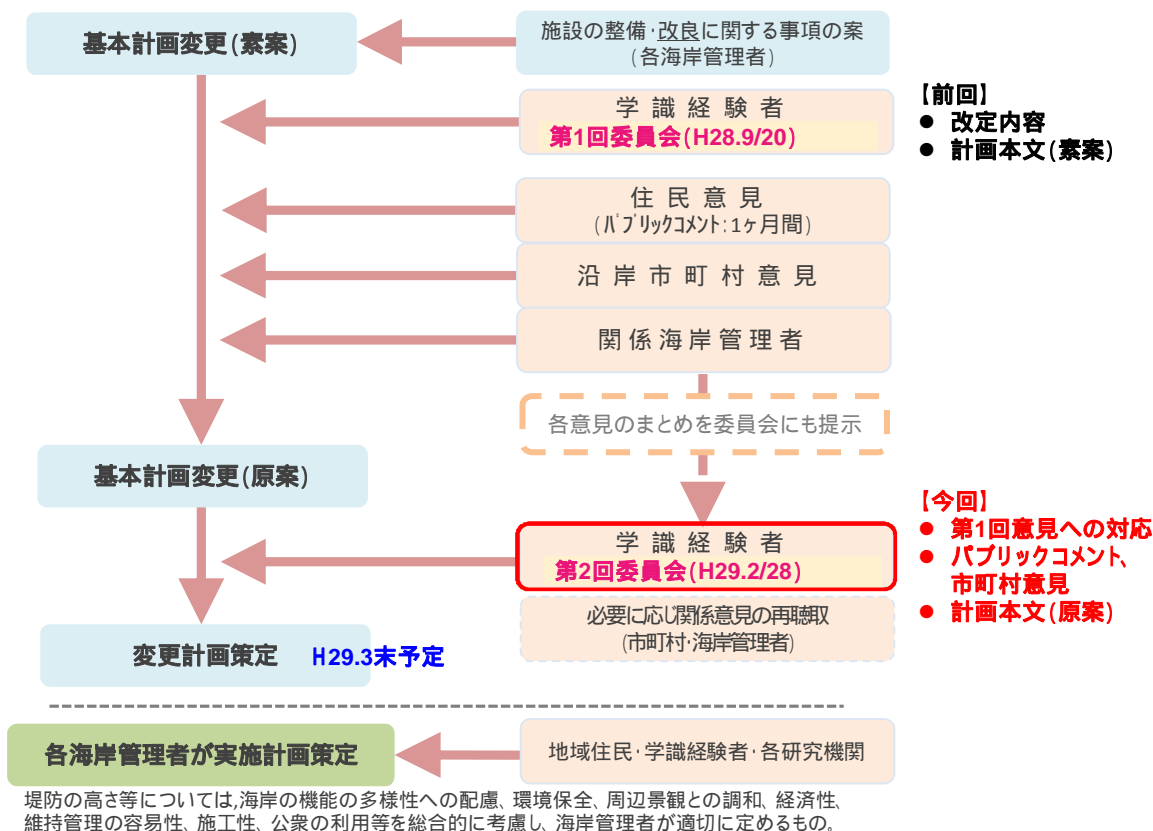 基本計画変更(素案)
施設の整備・改良に関する事項の案
(各海岸管理者)
学識経験者
第1回委員会(H28.9/20)
【前回】
● 改定内容
● 計画本文(素案)
住民意見
(パブリックコメント:1ヶ月間)
沿岸市町村意見
関係海岸管理者
各意見のまとめを委員会にも提示
基本計画変更(原案)
学識経験者
第2回委員会(H29.2/28)
【今回】
● 第1回意見への対応
● パブリックコメント、
市町村意見
● 計画本文(原案)
必要に応じ関係意見の再聴取
(市町村・海岸管理者)
変更計画策定
H29.3末予定
各海岸管理者が実施計画策定
地域住民・学識経験者・各研究機関
堤防の高さ等については,海岸の機能の多様性への配慮、環境保全、周辺景観との調和、経済性、
維持管理の容易性、施工性、公衆の利用等を総合的に考慮し、海岸管理者が適切に定めるもの。